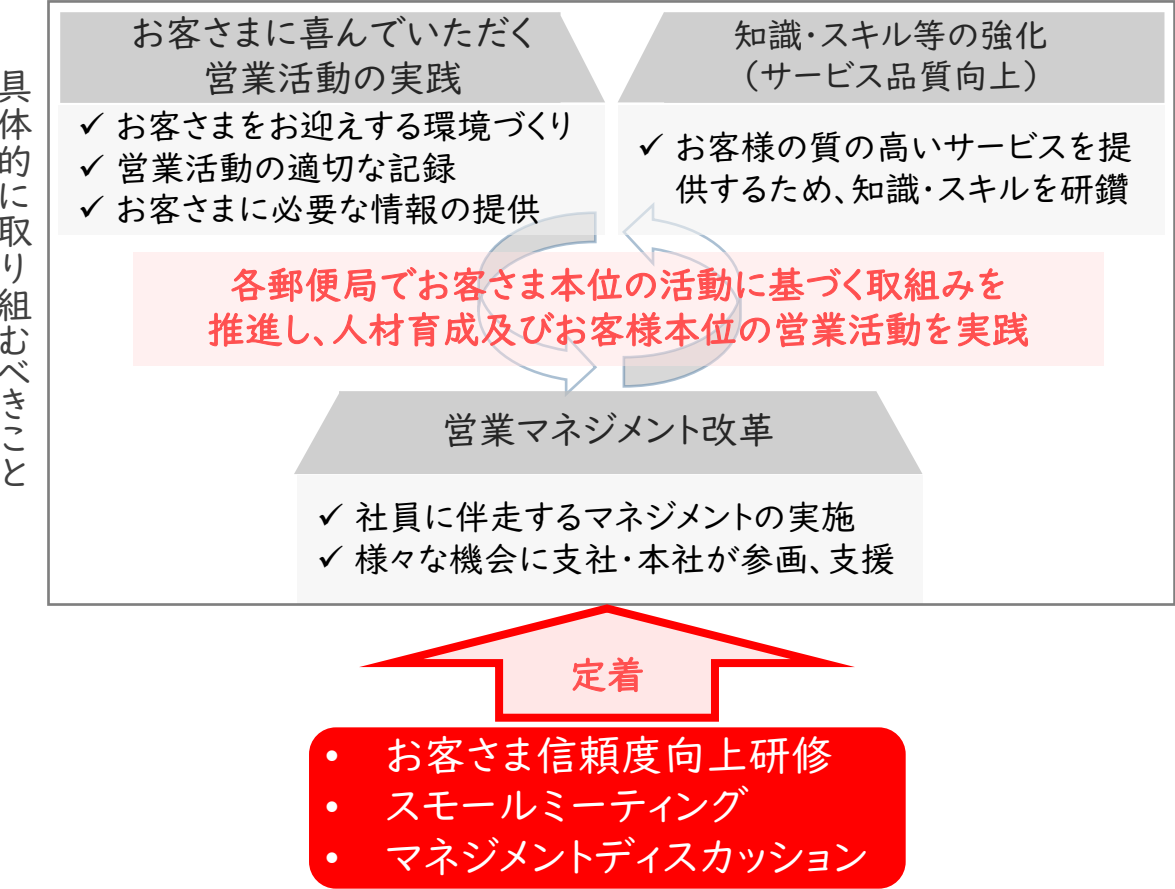 具体的に取り組むべきこと
お客さまに喜んでいただく
営業活動の実践
✓ お客さまをお迎えする環境づくり
✓ 営業活動の適切な記録
✓ お客さまに必要な情報の提供
知識・スキル等の強化
（サービス品質向上）
✓ お客様の質の高いサービスを提
供するため、知識・スキルを研鑽
各郵便局でお客さま本位の活動に基づく取組みを
推進し、人材育成及びお客様本位の営業活動を実践
営業マネジメント改革
✓ 社員に伴走するマネジメントの実施
✓ 様々な機会に支社・本社が参画、支援
定着
• お客さま信頼度向上研修
• スモールミーティング
• マネジメントディスカッション